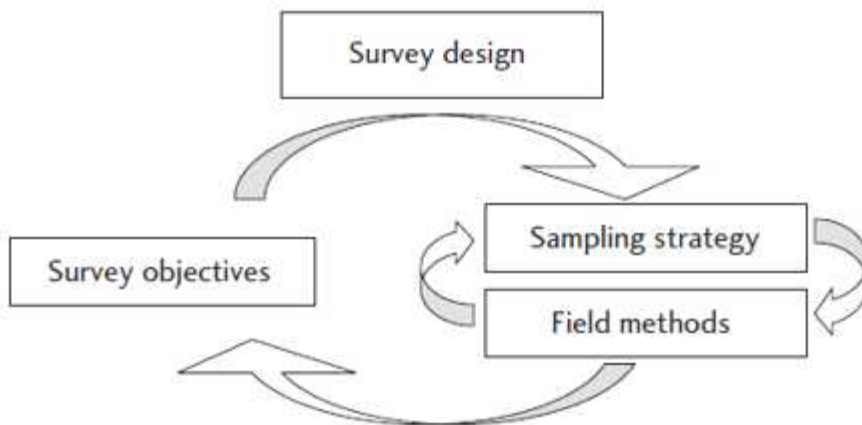 Survey design
Sampling strategy
Survey objectives
Field methods